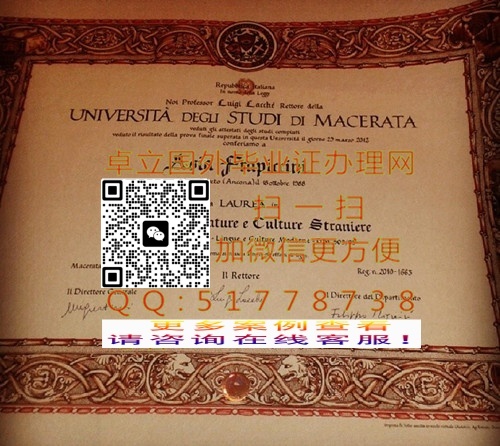 Repubblica Italiana
In nome della Legge
Noi Professor Luigi Lacchè Rettore della
UNIVERSITÀ DEGLI STUDI DI MACERATA
veduti gli attestati degli studi compiuti
veduto il risultato della prova finale superata in questa Università il giorno 23 marzo 2012
conferiamo a
卓立国外毕业证办理网
(Ancona) il 18 ottobre 1988
扫一扫
LAUREA in
e Culture Straniere
加微信更方便
Macerata
Il Rettore
Reg. n. 2010-1663
Il Direttore Generale
Il Direttore del Dipartimento
QQ:51778738
更多案例查看
请咨询在线客服!